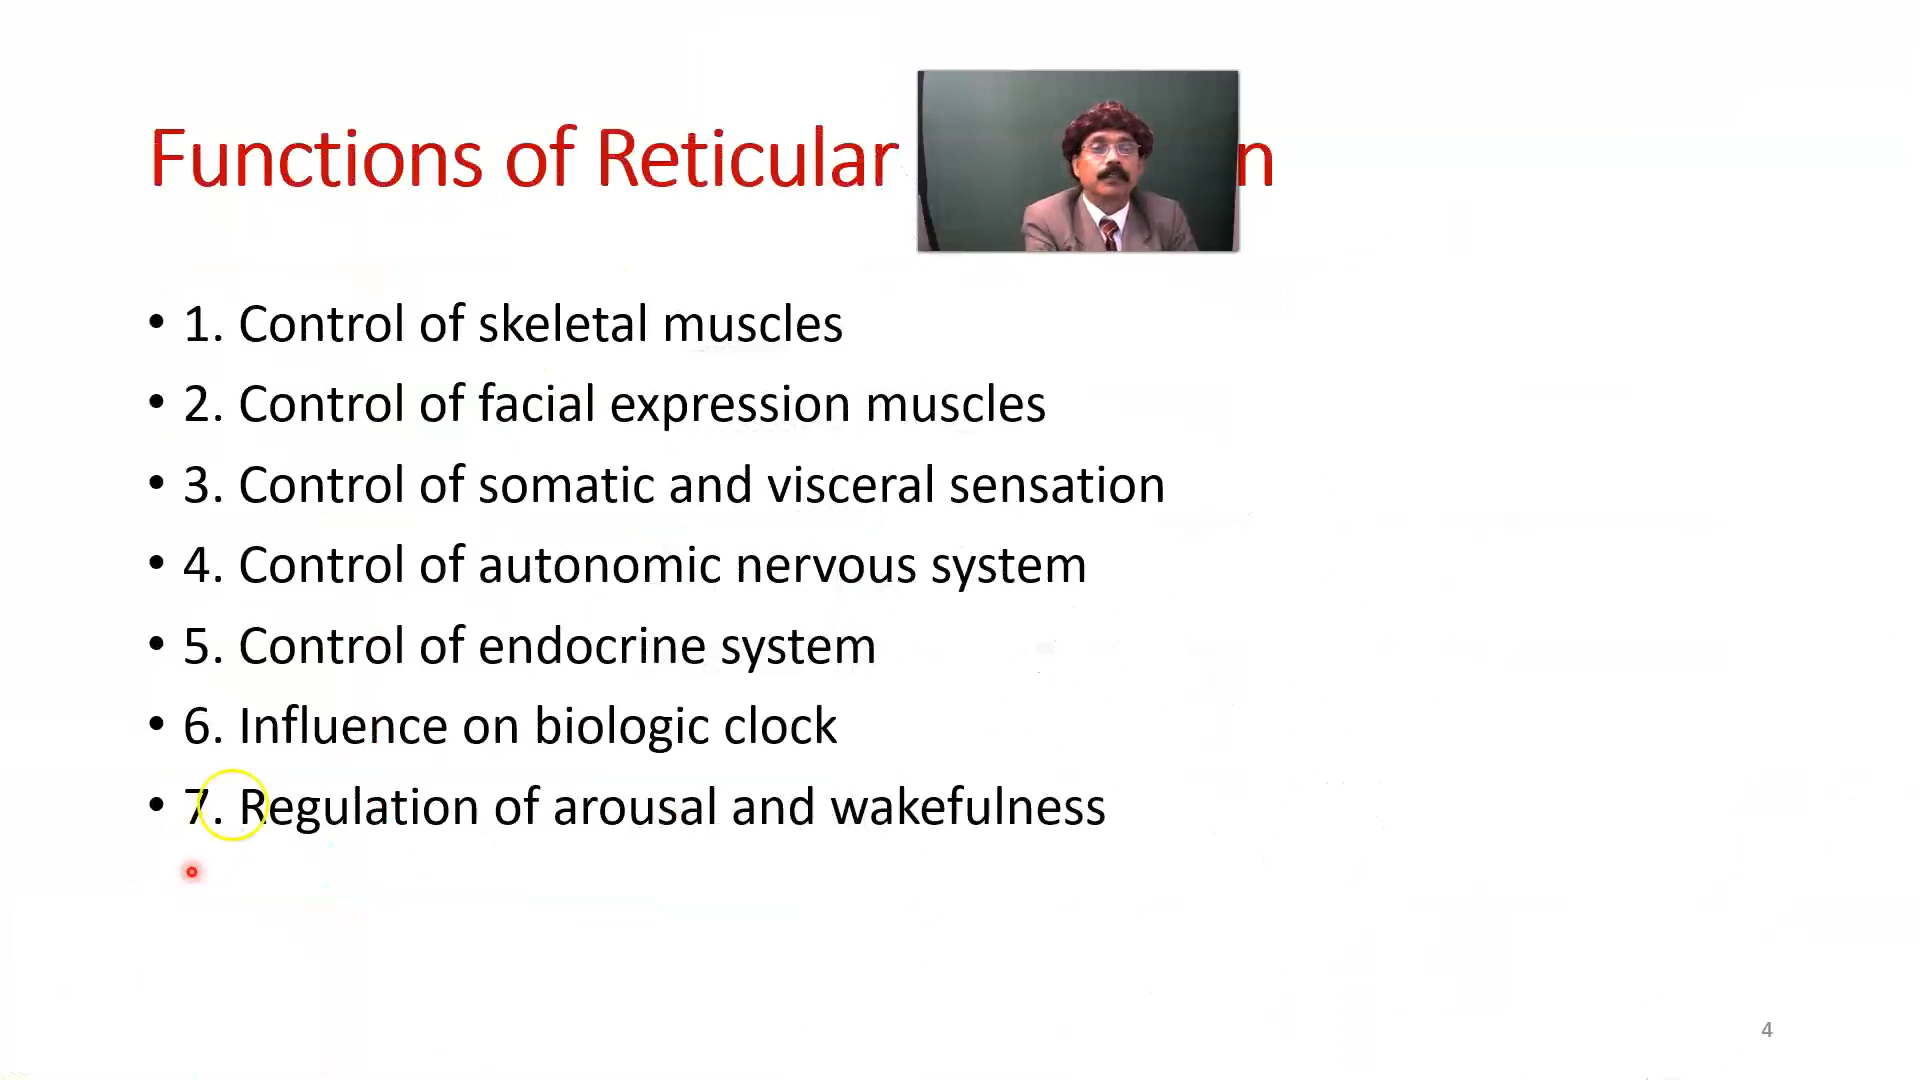 Functions of Reticular n
• 1. Control of skeletal muscles
• 2. Control of facial expression muscles
• 3. Control of somatic and visceral sensation
• 4. Control of autonomic nervous system
• 5. Control of endocrine system
• 6. Influence on biologic clock
• 7. Regulation of arousal and wakefulness
4